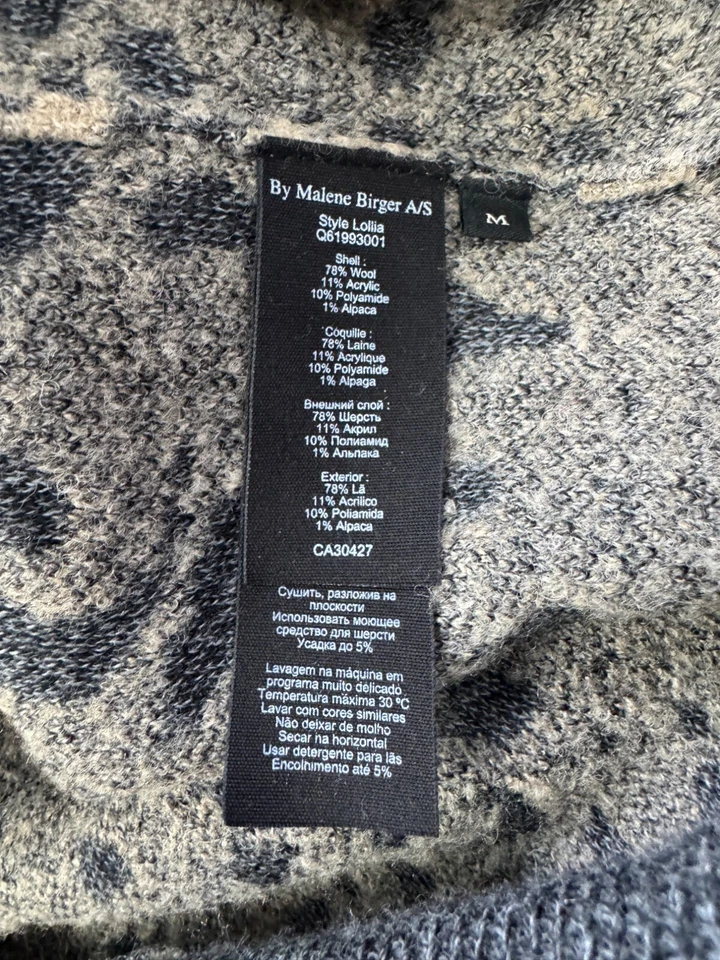 By Malene Birger A/S
Style Lollia
Q61993001
Shell :
78% Wool
11% Acrylic
10% Polyamide
1% Alpaca
Coquille :
78% Laine
11% Acrylique
10% Polyamide
1% Alpaga
Внешний слой :
78% Шерсть
11% Акрил
10% Полиамид
1% Альпака
Exterior :
78% Lã
11% Acrílico
10% Poliamida
1% Alpaca
CA30427
M
Сушить, разложив на
плоскости
Использовать моющее
средство для шерсти
Усадка до 5%
Lavagem na máquina em
programa muito delicado
Temperatura máxima 30 ºC
Lavar com cores similares
Não deixar de molho
Secar na horizontal
Usar detergente para lãs
Encolhimento até 5%